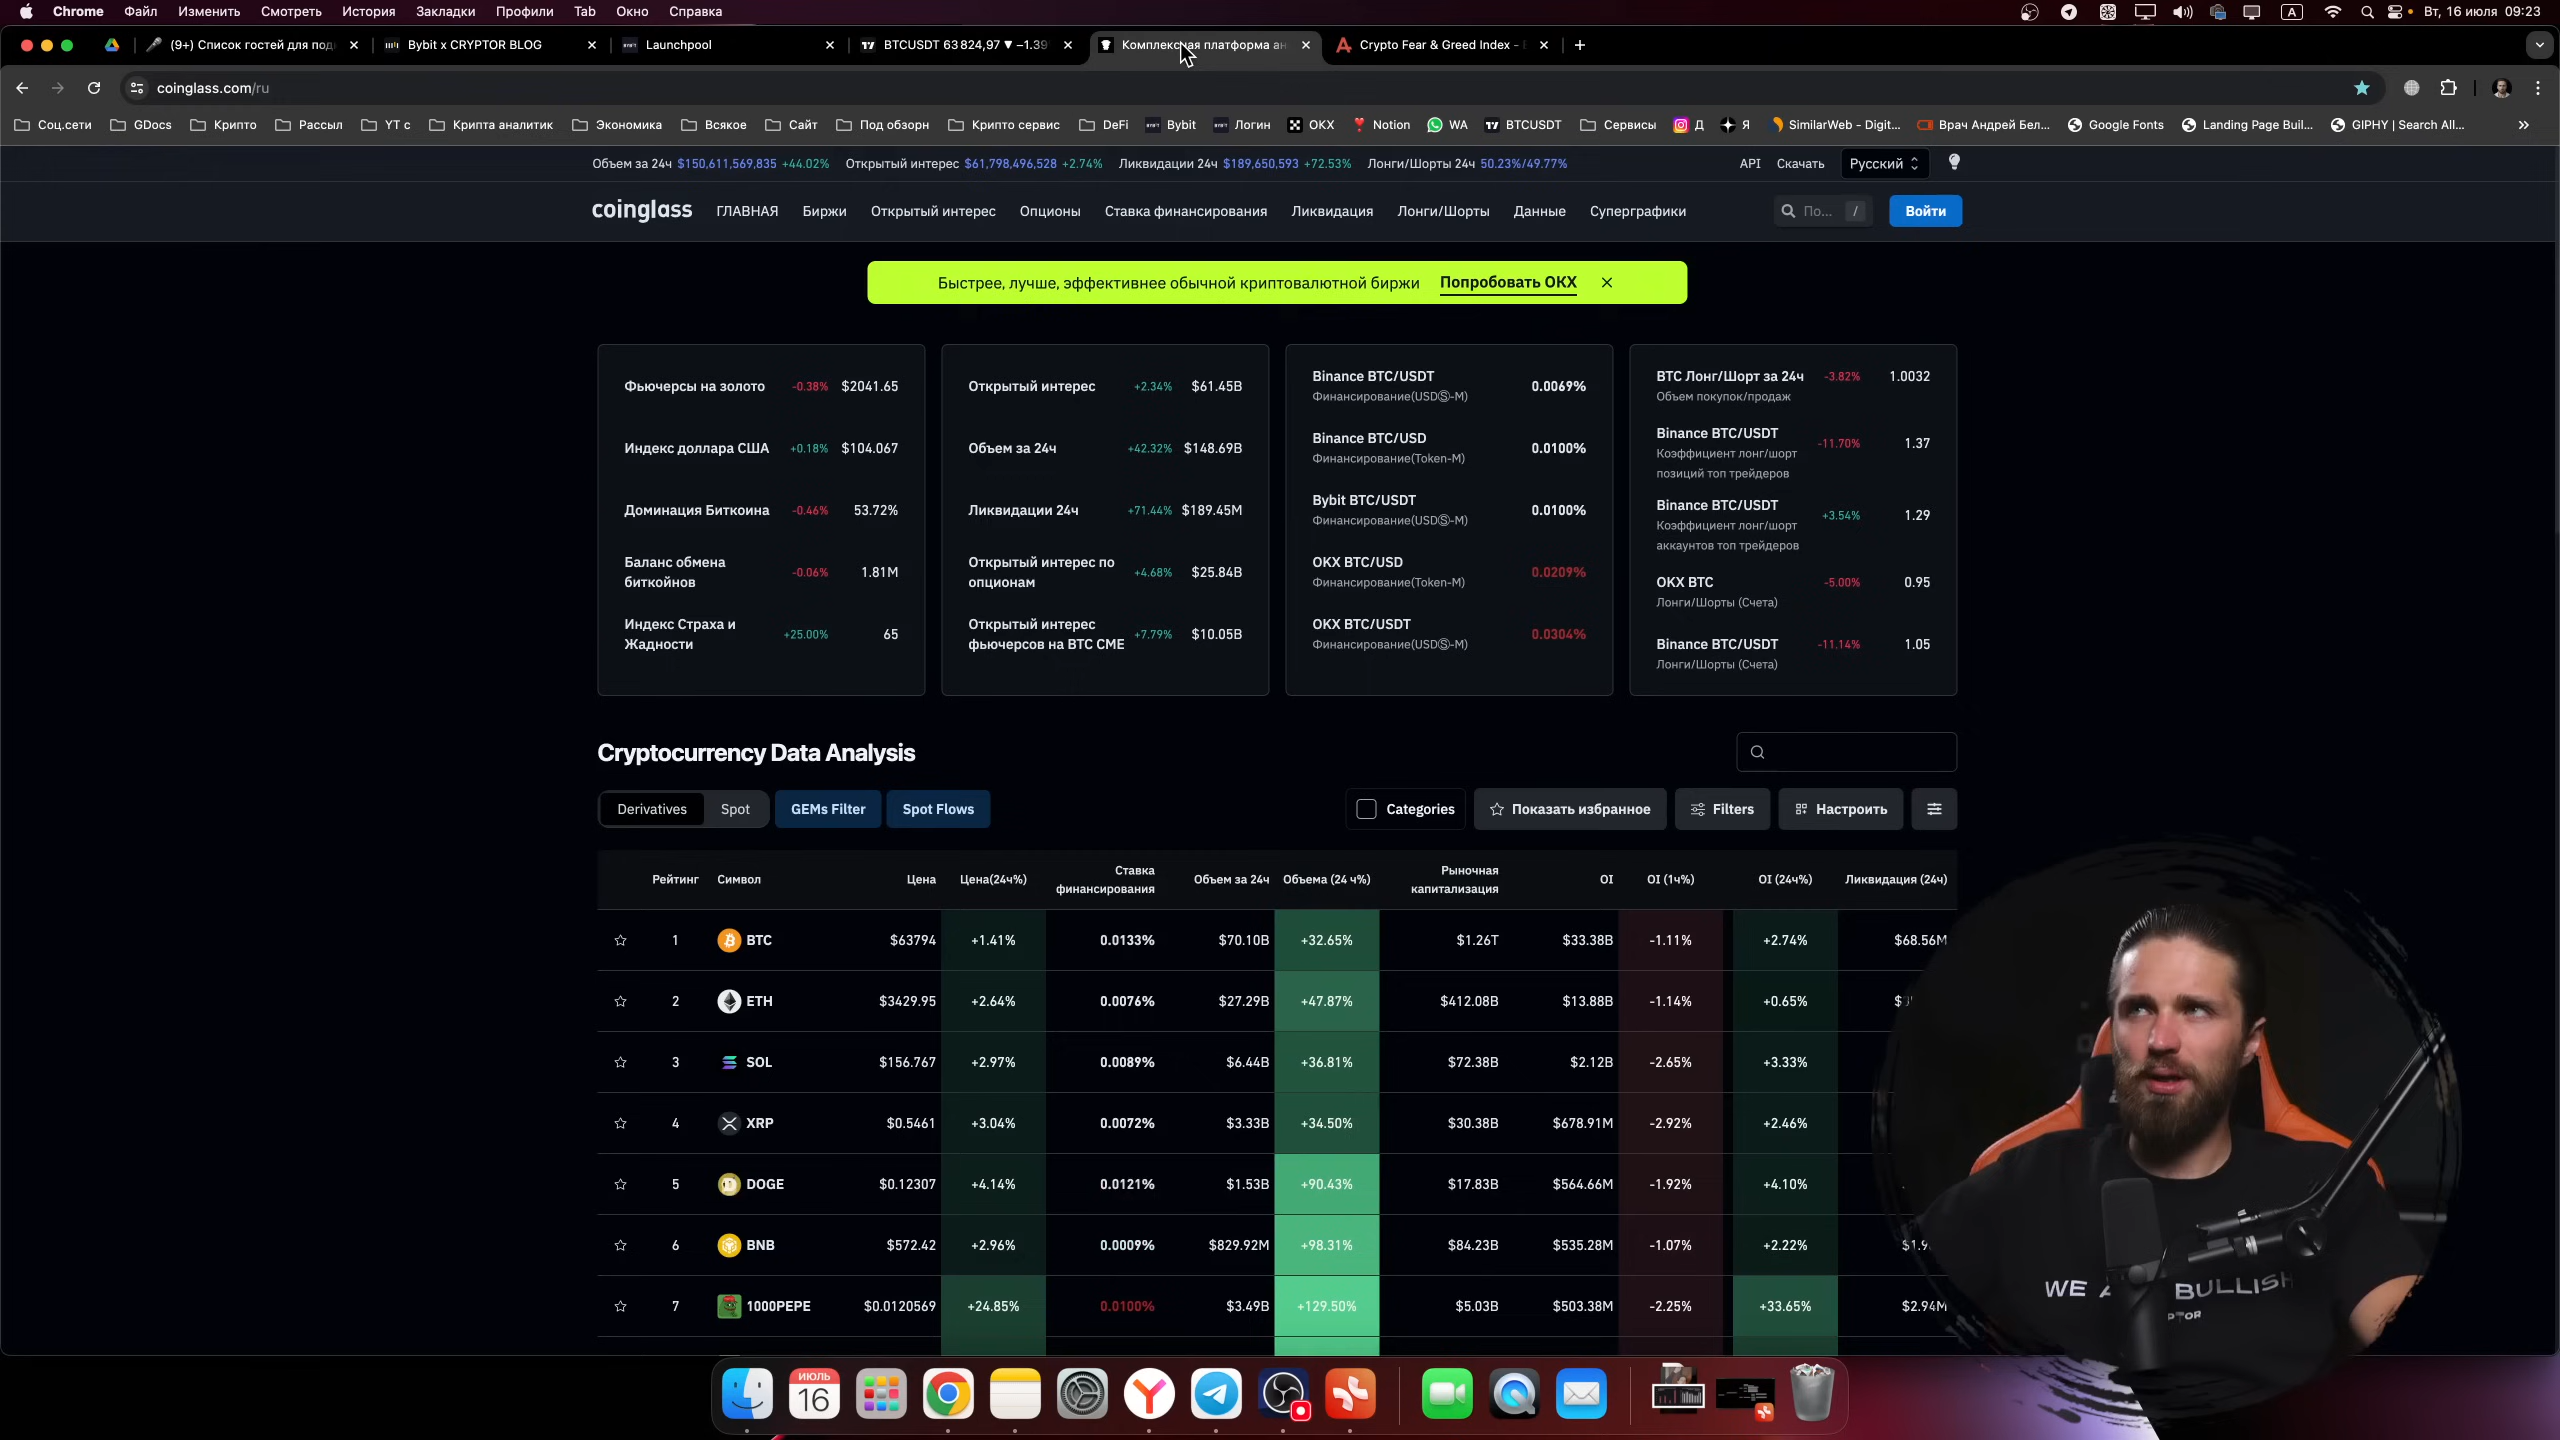 Chrome Файл Изменить Смотреть История Закладки Профили Tab Окно Справка A Вт, 16 июля 09:23
(9+) Список гостей для под Bybit x CRYPTOR BLOG Launchpool BTCUSDT 63 824,97 ▼ −1.39 Комплексная платформа ан Crypto Fear & Greed Index -
coinglass.com/ru
Соц.сети GDocs Крипто Рассыл YT с Крипта аналитик Экономика Всякое Сайт Под обзорн Крипто сервис DeFi Bybit Логин OKX Notion WA BTCUSDT Сервисы Д Я SimilarWeb - Digit... Врач Андрей Бел... Google Fonts Landing Page Buil... GIPHY | Search All... »
Объем за 24ч $150,611,569,835 +44.02% Открытый интерес $61,798,496,528 +2.74% Ликвидации 24ч $189,650,593 +72.53% Лонги/Шорты 24ч 50.23%/49.77% API Скачать Русский
coinglass ГЛАВНАЯ Биржи Открытый интерес Опционы Ставка финансирования Ликвидация Лонги/Шорты Данные Суперграфики По... / Войти
Быстрее, лучше, эффективнее обычной криптовалютной биржи Попробовать OKX
Фьючерсы на золото -0.38% $2041.65
Индекс доллара США +0.18% $104.067
Доминация Биткоина -0.46% 53.72%
Баланс обмена
биткойнов -0.06% 1.81M
Индекс Страха и
Жадности +25.00% 65
Открытый интерес +2.34% $61.45B
Объем за 24ч +42.32% $148.69B
Ликвидации 24ч +71.44% $189.45M
Открытый интерес по
опционам +4.68% $25.84B
Открытый интерес
фьючерсов на BTC CME +7.79% $10.05B
Binance BTC/USDT 0.0069%
Финансирование(USDⓈ-M)
Binance BTC/USD 0.0100%
Финансирование(Token-M)
Bybit BTC/USDT 0.0100%
Финансирование(USDⓈ-M)
OKX BTC/USD 0.0209%
Финансирование(Token-M)
OKX BTC/USDT 0.0304%
Финансирование(USDⓈ-M)
BTC Лонг/Шорт за 24ч -3.82% 1.0032
Объем покупок/продаж
Binance BTC/USDT -11.70% 1.37
Коэффициент лонг/шорт
позиций топ трейдеров
Binance BTC/USDT +3.54% 1.29
Коэффициент лонг/шорт
аккаунтов топ трейдеров
OKX BTC -5.00% 0.95
Лонги/Шорты (Счета)
Binance BTC/USDT -11.14% 1.05
Лонги/Шорты (Счета)
Cryptocurrency Data Analysis
Derivatives Spot GEMs Filter Spot Flows Categories Показать избранное Filters Настроить
Рейтинг Символ Цена Цена(24ч%) Ставка финансирования Объем за 24ч Объема (24 ч%) Рыночная капитализация OI OI (1ч%) OI (24ч%) Ликвидация (24ч)
1 BTC $63794 +1.41% 0.0133% $70.10B +32.65% $1.26T $33.38B -1.11% +2.74% $68.56M
2 ETH $3429.95 +2.64% 0.0076% $27.29B +47.87% $412.08B $13.88B -1.14% +0.65%
3 SOL $156.767 +2.97% 0.0089% $6.44B +36.81% $72.38B $2.12B -2.65% +3.33%
4 XRP $0.5461 +3.04% 0.0072% $3.33B +34.50% $30.38B $678.91M -2.92% +2.46%
5 DOGE $0.12307 +4.14% 0.0121% $1.53B +90.43% $17.83B $564.66M -1.92% +4.10%
6 BNB $572.42 +2.96% 0.0009% $829.92M +98.31% $84.23B $535.28M -1.07% +2.22% $1.9
7 1000PEPE $0.0120569 +24.85% 0.0100% $3.49B +129.50% $5.03B $503.38M -2.25% +33.65% $2.94M
WE A BULLISH
ИЮЛЬ
16